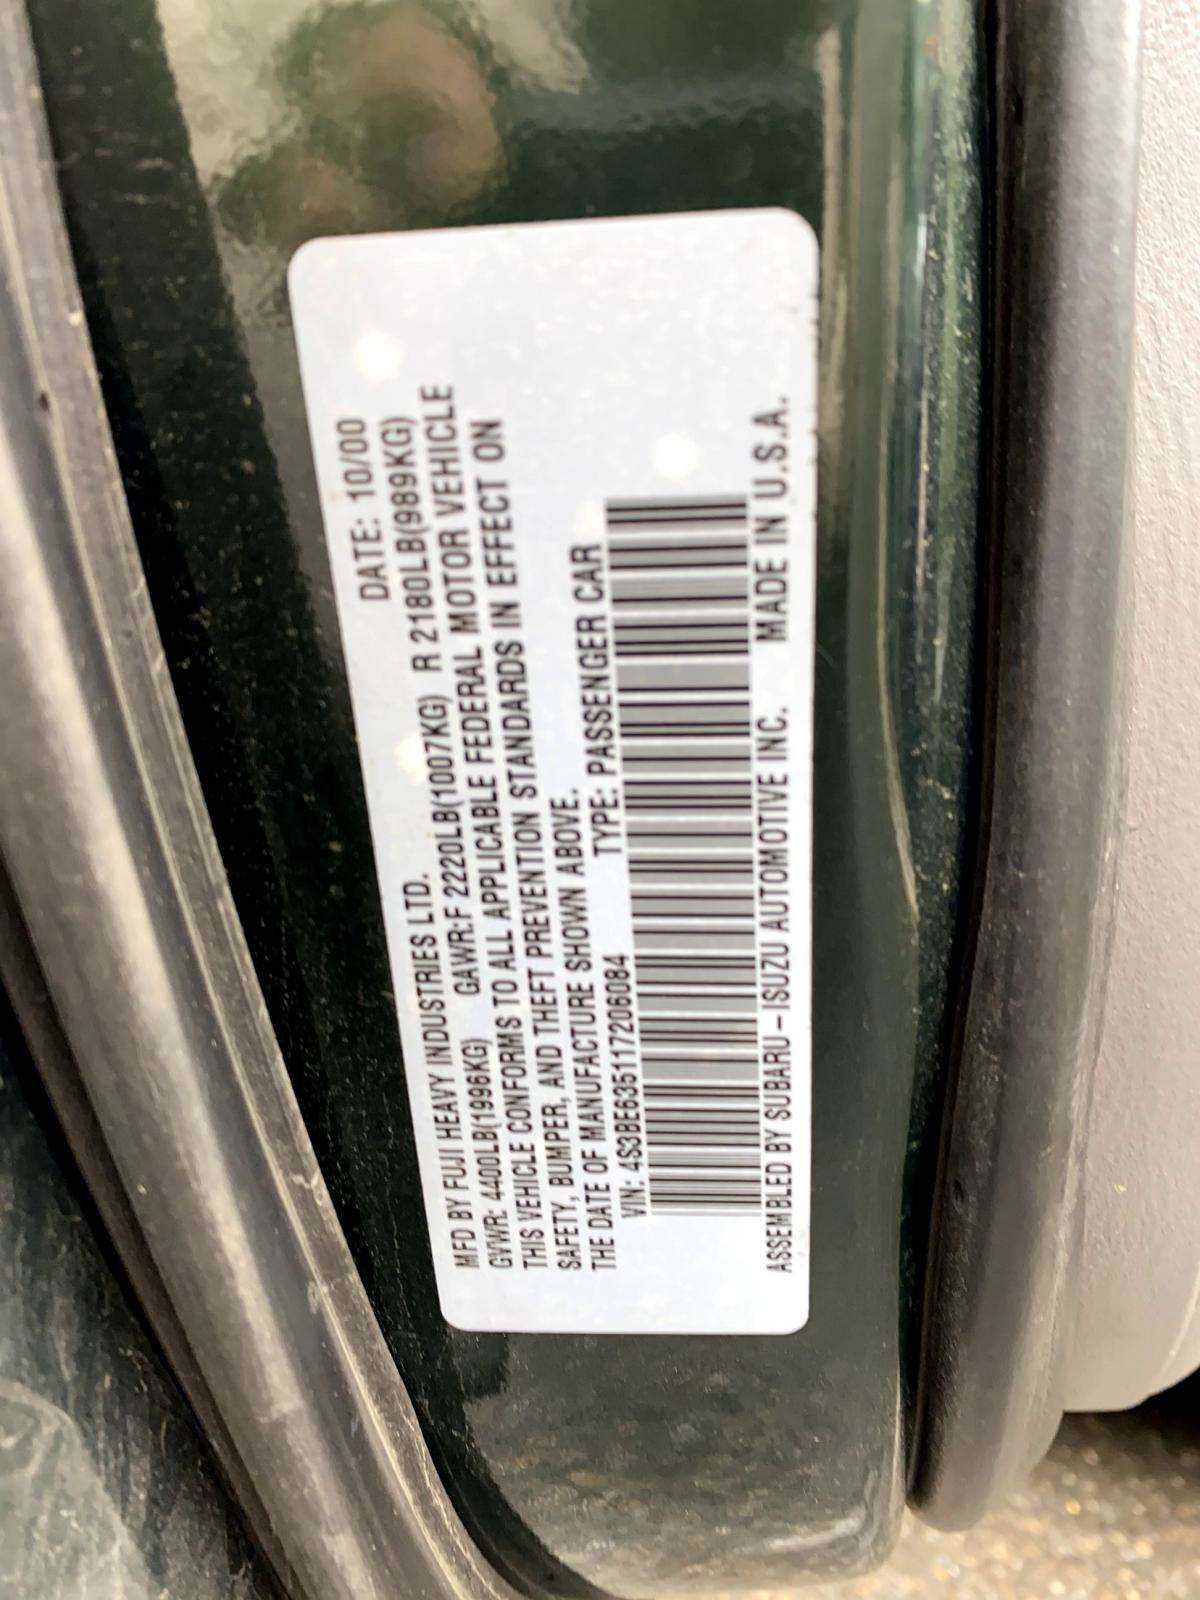 MFD BY FUJI HEAVY INDUSTRIES LTD. DATE: 10/00
GVWR: 4400LB(1996KG) GAWR:F 2220LB(1007KG) R 2180LB(989KG)
THIS VEHICLE CONFORMS TO ALL APPLICABLE FEDERAL MOTOR VEHICLE
SAFETY, BUMPER, AND THEFT PREVENTION STANDARDS IN EFFECT ON
THE DATE OF MANUFACTURE SHOWN ABOVE.
VIN: 4S3BE635117206084 TYPE: PASSENGER CAR
ASSEMBLED BY SUBARU-ISUZU AUTOMOTIVE INC. MADE IN U.S.A.